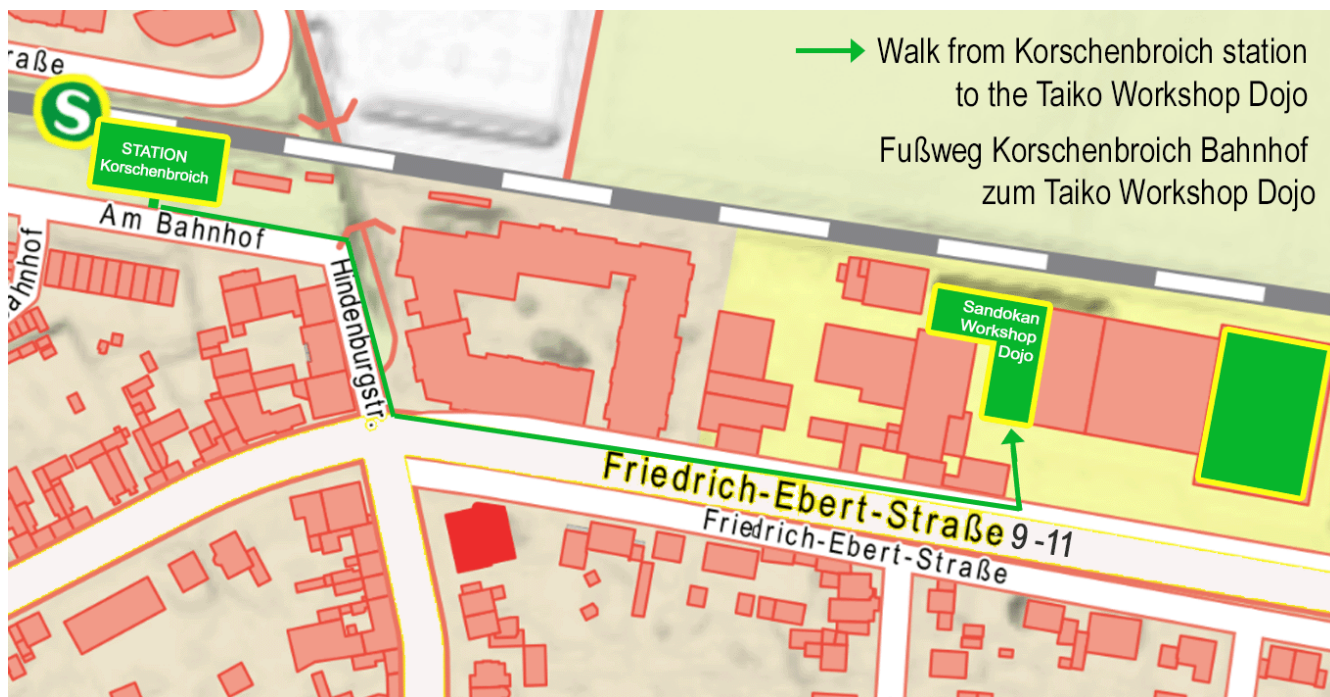 Walk from Korschenbroich station
to the Taiko Workshop Dojo
Fußweg Korschenbroich Bahnhof
zum Taiko Workshop Dojo
raße
S
STATION
Korschenbroich
Am Bahnhof
ahnhof
Hindenburgstr.
Sandokan
Workshop
Dojo
Friedrich-Ebert-Straße 9-11
Friedrich-Ebert-Straße